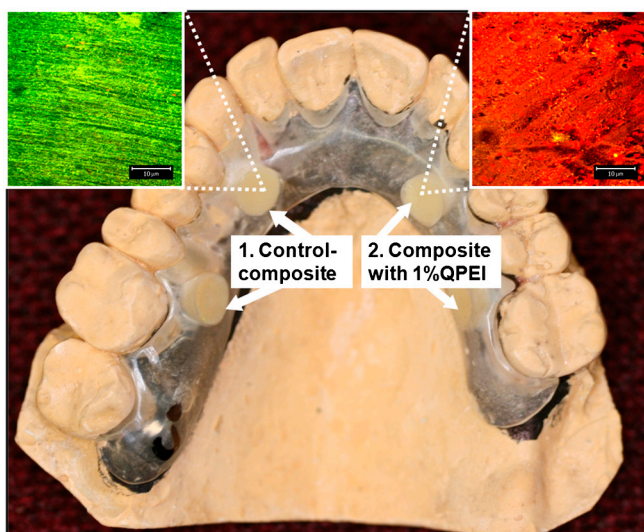 10 μm
10 μm
1. Control-
composite
2. Composite
with 1%QPEI